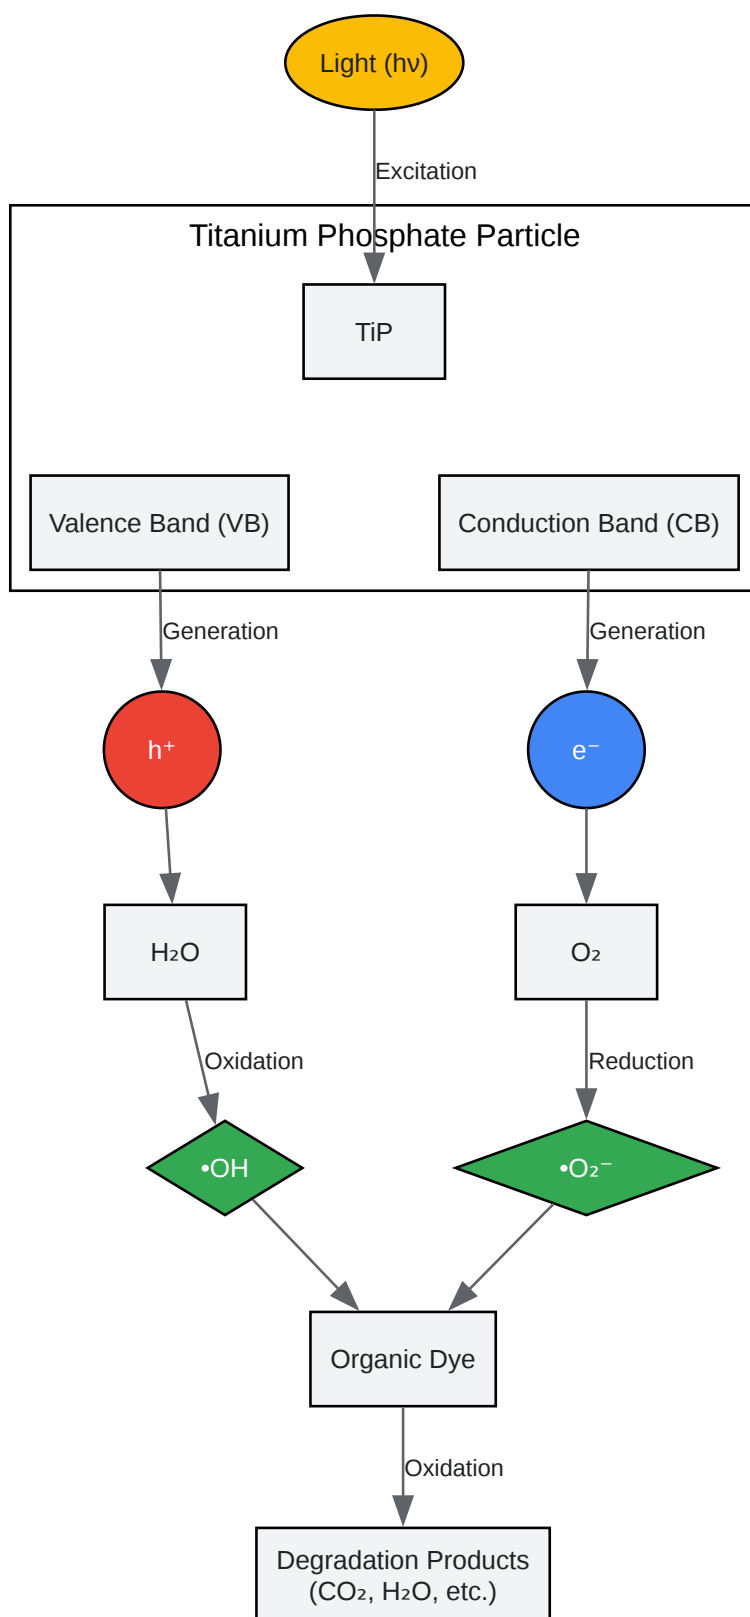 Light (hν)
Excitation
Titanium Phosphate Particle
TiP
Valence Band (VB)
Conduction Band (CB)
Generation
Generation
h⁺
e⁻
H₂O
O₂
Oxidation
Reduction
•OH
•O₂⁻
Organic Dye
Oxidation
Degradation Products
(CO₂, H₂O, etc.)